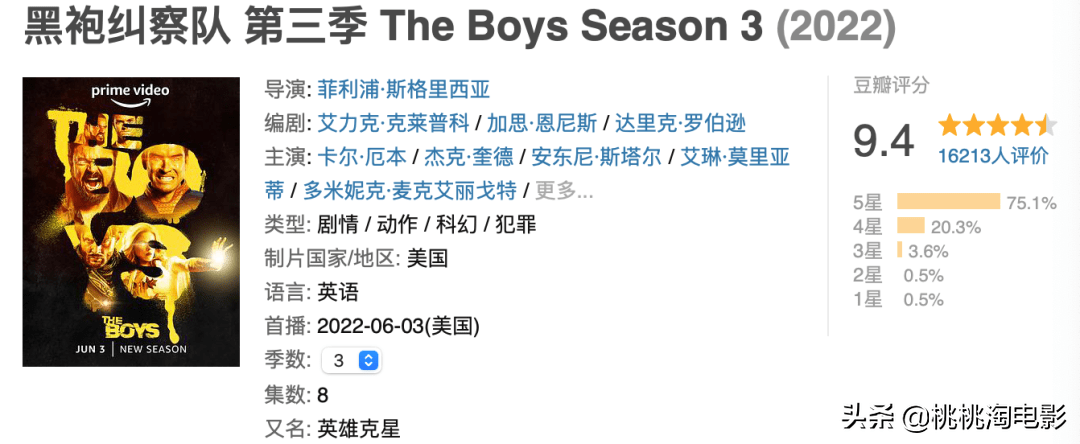 黑袍纠察队 第三季 The Boys Season 3 (2022)
prime video
THE
BOYS
THE
BOYS
JUN 3 | NEW SEASON
导演: 菲利浦·斯格里西亚
编剧: 艾力克·克莱普科 / 加思·恩尼斯 / 达里克·罗伯逊
主演: 卡尔·厄本 / 杰克·奎德 / 安东尼·斯塔尔 / 艾琳·莫里亚
蒂 / 多米妮克·麦克艾丽戈特 / 更多...
类型: 剧情 / 动作 / 科幻 / 犯罪
制片国家/地区: 美国
语言: 英语
首播: 2022-06-03(美国)
季数: 3
集数: 8
又名: 英雄克星
豆瓣评分
9.4
16213人评价
5星 75.1%
4星 20.3%
3星 3.6%
2星 0.5%
1星 0.5%
头条 @桃桃淘电影